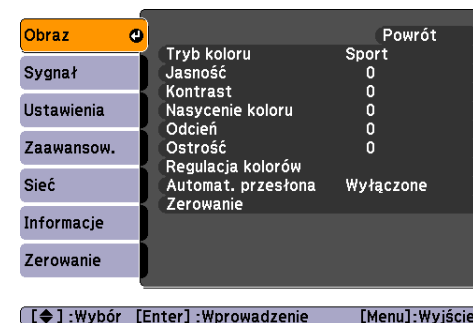 Obraz
Sygnał
Ustawienia
Zaawansow.
Sieć
Informacje
Zerowanie
Powrót
Tryb koloru Sport
Jasność 0
Kontrast 0
Nasycenie koloru 0
Odcień 0
Ostrość 0
Regulacja kolorów
Automat. przesłona Wyłączone
Zerowanie
[◆] :Wybór [Enter] :Wprowadzenie [Menu]:Wyjście